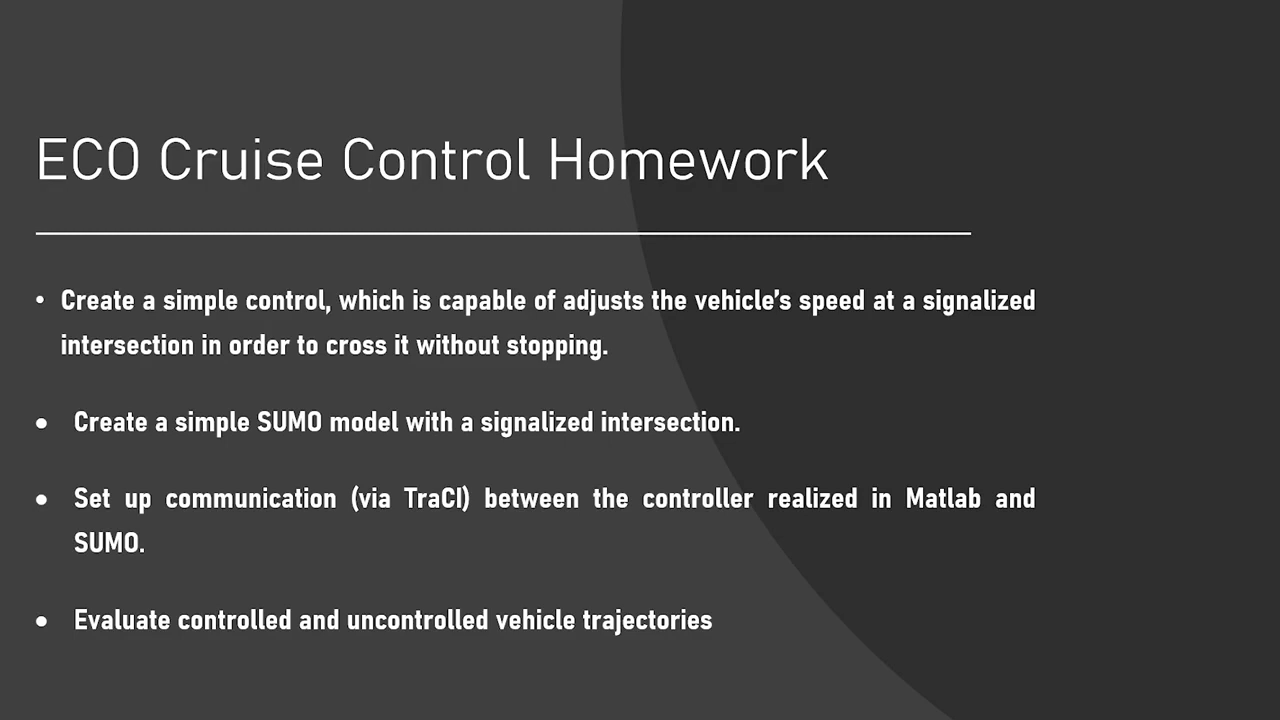 ECO Cruise Control Homework
• Create a simple control, which is capable of adjusts the vehicle's speed at a signalized
intersection in order to cross it without stopping.
• Create a simple SUMO model with a signalized intersection.
• Set up communication (via TraCI) between the controller realized in Matlab and
SUMO.
• Evaluate controlled and uncontrolled vehicle trajectories